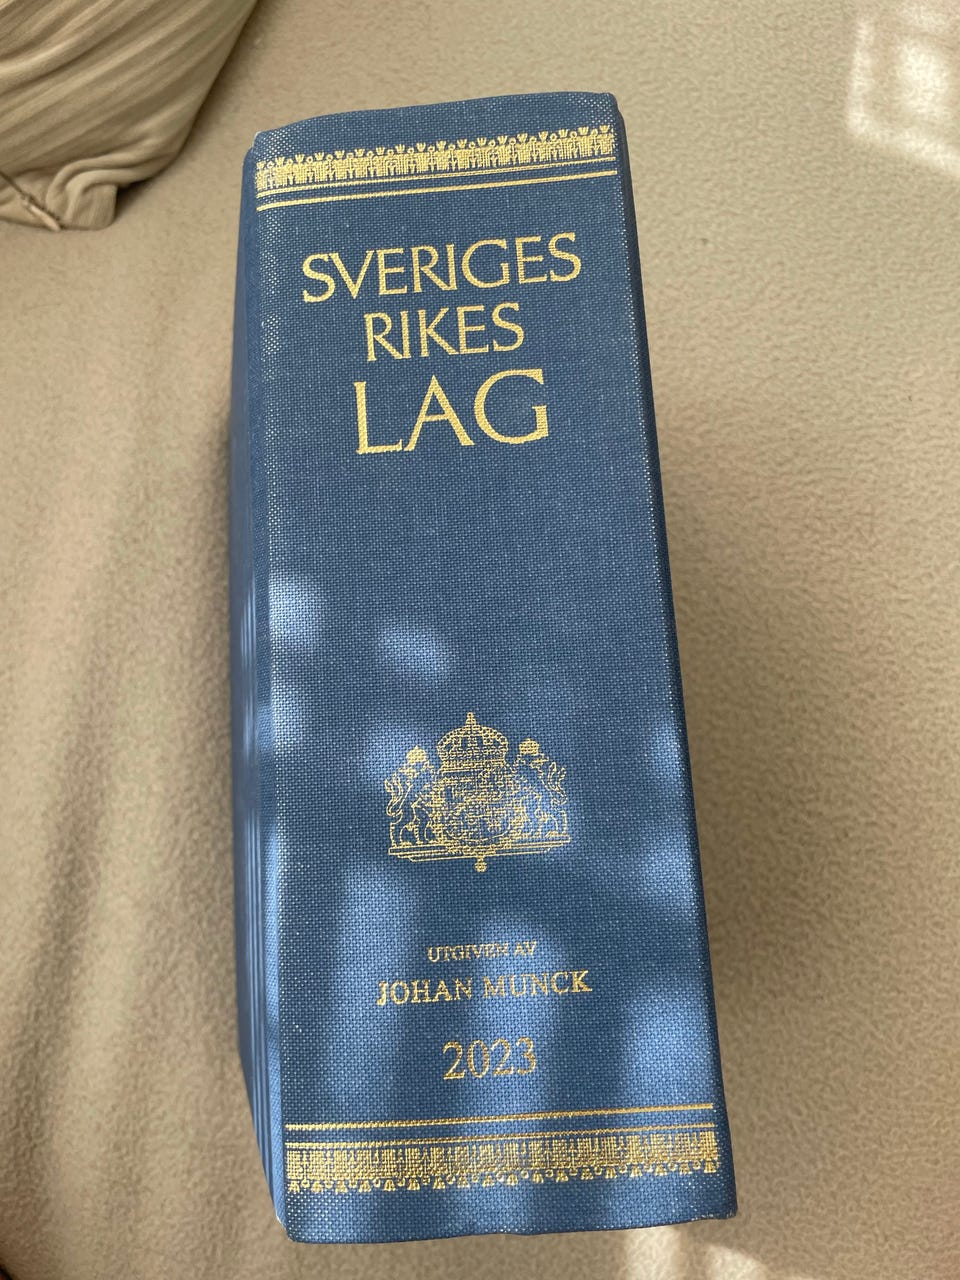 SVERIGES
RIKES
LAG
UTGIVEN AV
JOHAN MUNCK
2023